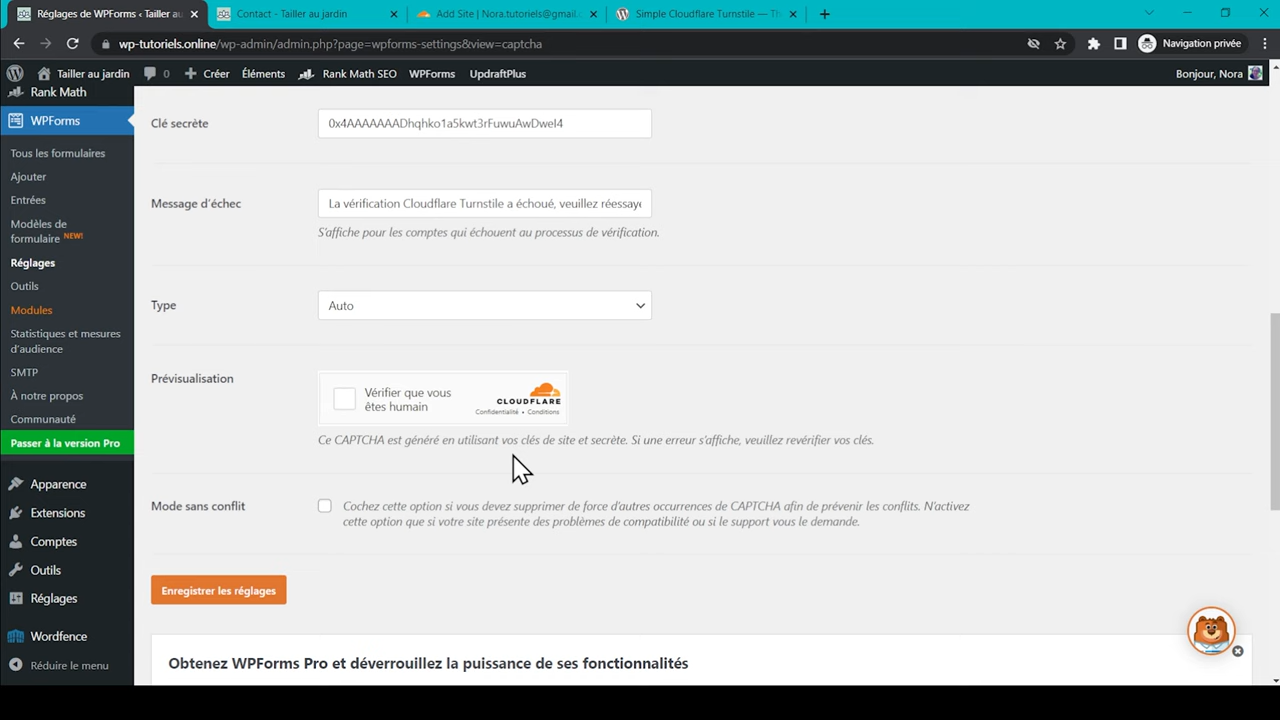 Réglages de WPForms ‹ Tailler au
Contact - Tailler au jardin
Add Site | Nora.tutoriels@gmail.c
Simple Cloudflare Turnstile — Th
wp-tutoriels.online/wp-admin/admin.php?page=wpforms-settings&view=captcha
Navigation privée
Tailler au jardin
0
Créer
Éléments
Rank Math SEO
WPForms
UpdraftPlus
Bonjour, Nora
Rank Math
WPForms
Tous les formulaires
Ajouter
Entrées
Modèles de
formulaire NEW!
Réglages
Outils
Modules
Statistiques et mesures
d'audience
SMTP
À notre propos
Communauté
Passer à la version Pro
Apparence
Extensions
Comptes
Outils
Réglages
Wordfence
Réduire le menu
Clé secrète
0x4AAAAAAADhqhko1a5kwt3rFuwuAwDweI4
Message d'échec
La vérification Cloudflare Turnstile a échoué, veuillez réessaye
S'affiche pour les comptes qui échouent au processus de vérification.
Type
Auto
Prévisualisation
Vérifier que vous
êtes humain
CLOUDFLARE
Confidentialité • Conditions
Ce CAPTCHA est généré en utilisant vos clés de site et secrète. Si une erreur s'affiche, veuillez revérifier vos clés.
Mode sans conflit
Cochez cette option si vous devez supprimer de force d'autres occurrences de CAPTCHA afin de prévenir les conflits. N'activez
cette option que si votre site présente des problèmes de compatibilité ou si le support vous le demande.
Enregistrer les réglages
Obtenez WPForms Pro et déverrouillez la puissance de ses fonctionnalités